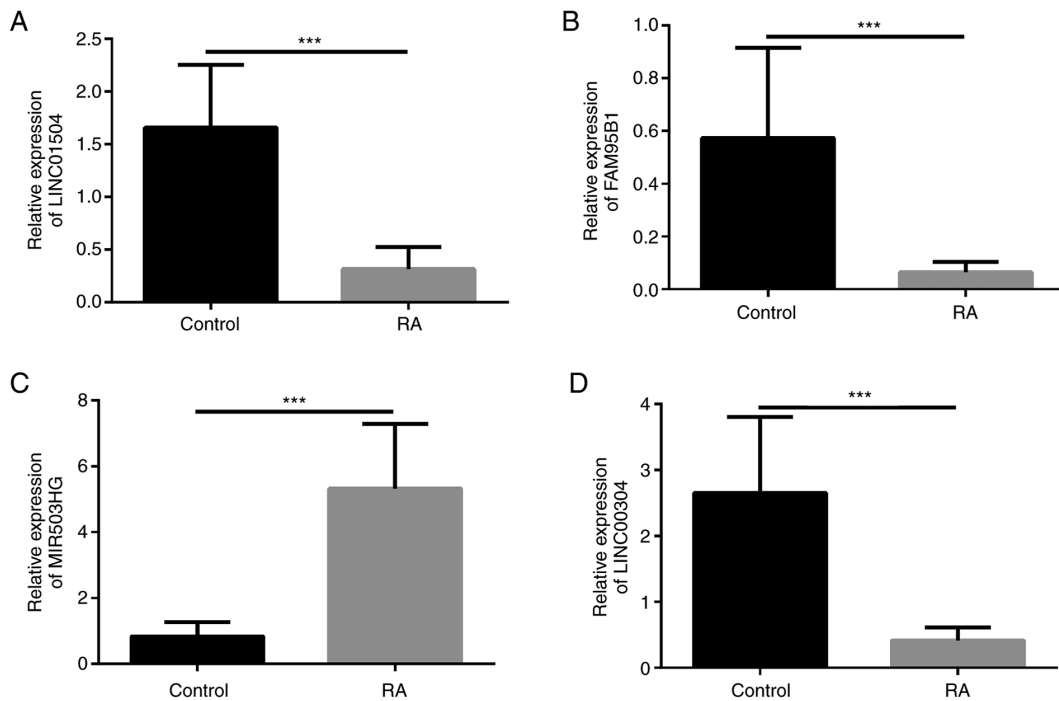 A
Relative expression
of LINC01504
2.5
2.0
1.5
1.0
0.5
0.0
***
Control
RA
B
Relative expression
of FAM95B1
1.0
0.8
0.6
0.4
0.2
0.0
***
Control
RA
C
Relative expression
of MIR503HG
8
6
4
2
0
***
Control
RA
D
Relative expression
of LINC00304
4
3
2
1
0
***
Control
RA